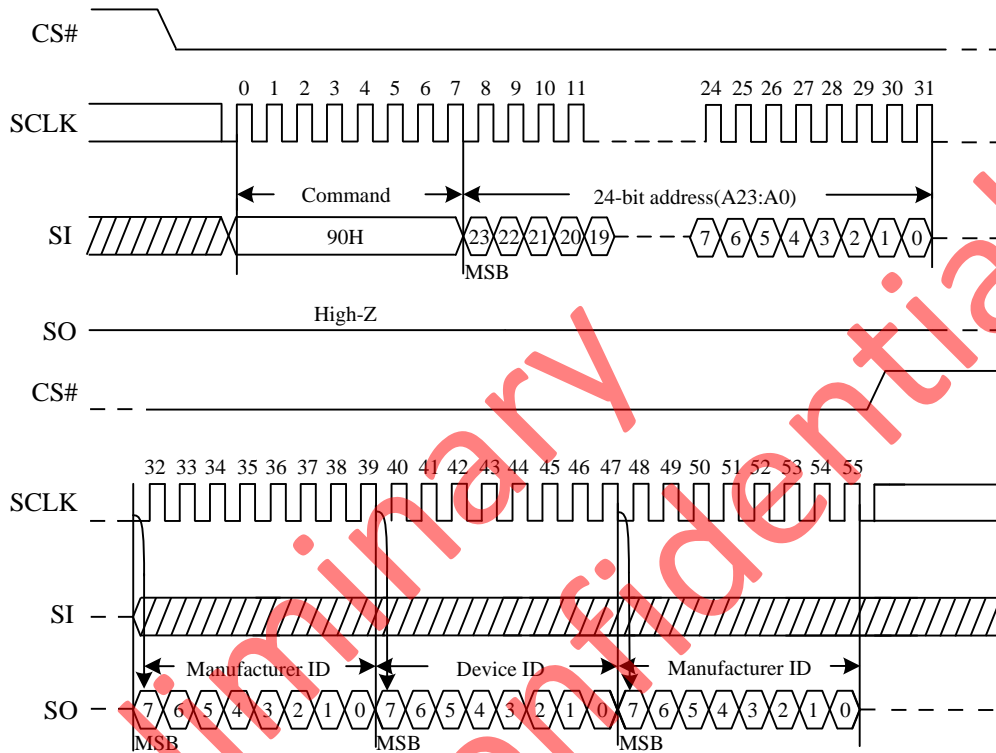 CS#
0 1 2 3 4 5 6 7 8 9 10 11 24 25 26 27 28 29 30 31
SCLK
Command 24-bit address(A23:A0)
SI 90H 23 22 21 20 19 7 6 5 4 3 2 1 0
MSB
High-Z
SO
CS#
32 33 34 35 36 37 38 39 40 41 42 43 44 45 46 47 48 49 50 51 52 53 54 55
SCLK
SI
Manufacturer ID Device ID Manufacturer ID
SO 7 6 5 4 3 2 1 0 7 6 5 4 3 2 1 0 7 6 5 4 3 2 1 0
MSB MSB MSB
liminary
nfidentia